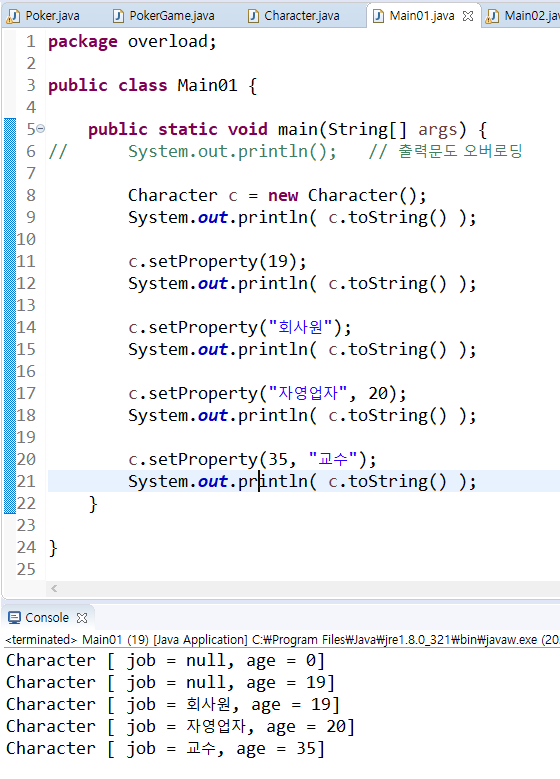 Poker.java PokerGame.java Character.java Main01.java Main02.jav
1 package overload;
2
3 public class Main01 {
4
5 public static void main(String[] args) {
6 // System.out.println(); // 출력문도 오버로딩
7
8 Character c = new Character();
9 System.out.println( c.toString() );
10
11 c.setProperty(19);
12 System.out.println( c.toString() );
13
14 c.setProperty("회사원");
15 System.out.println( c.toString() );
16
17 c.setProperty("자영업자", 20);
18 System.out.println( c.toString() );
19
20 c.setProperty(35, "교수");
21 System.out.println( c.toString() );
22 }
23
24 }
25
Console
<terminated> Main01 (19) [Java Application] C:₩Program Files₩Java₩jre1.8.0_321₩bin₩javaw.exe (20
Character [ job = null, age = 0]
Character [ job = null, age = 19]
Character [ job = 회사원, age = 19]
Character [ job = 자영업자, age = 20]
Character [ job = 교수, age = 35]